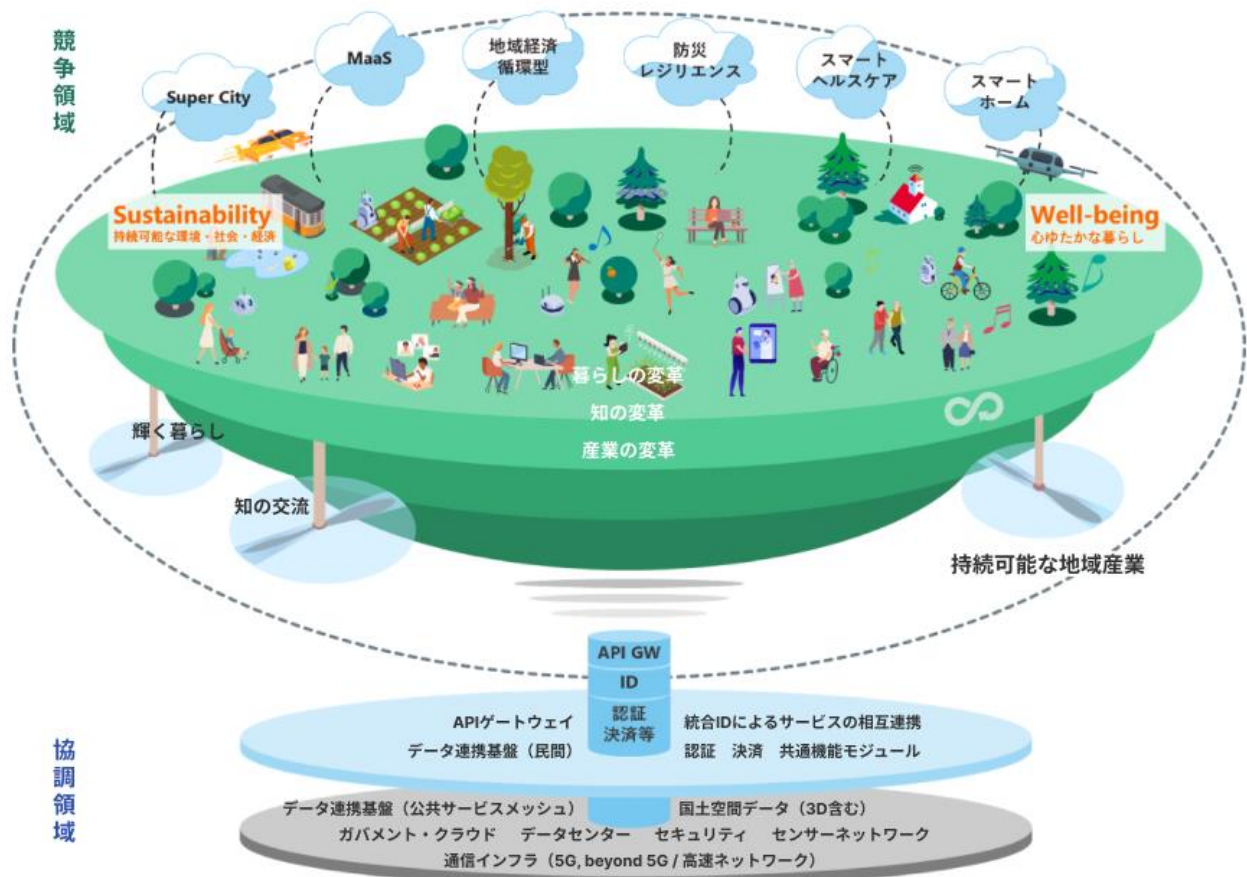 競争領域
Super City
MaaS
地域経済
循環型
防災
レジリエンス
スマート
ヘルスケア
スマート
ホーム
Sustainability
持続可能な環境・社会・経済
Well-being
心ゆたかな暮らし
暮らしの変革
知の変革
産業の変革
輝く暮らし
知の交流
持続可能な地域産業
API GW
ID
認証
決済等
協調領域
APIゲートウェイ
統合IDによるサービスの相互連携
データ連携基盤（民間）
認証　決済　共通機能モジュール
データ連携基盤（公共サービスメッシュ）
国土空間データ（3D含む）
ガバメント・クラウド　データセンター　セキュリティ　センサーネットワーク
通信インフラ（5G, beyond 5G / 高速ネットワーク）